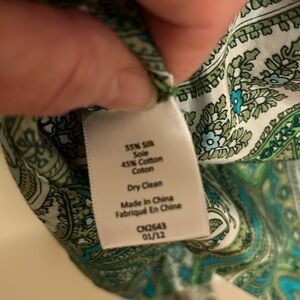 55% Silk
Soie
45% Cotton
Coton
Dry Clean
Made In China
Fabriqué En Chine
CN2643
01/12